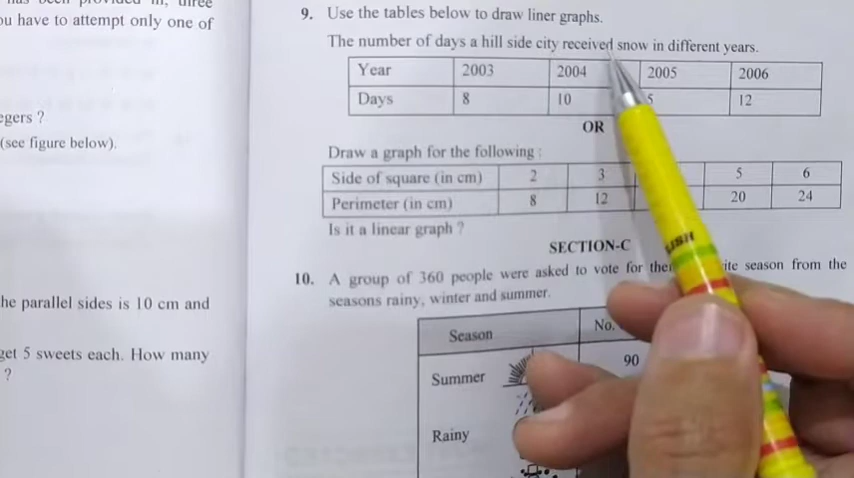 three
ou have to attempt only one of
egers ?
(see figure below).
he parallel sides is 10 cm and
get 5 sweets each. How many
?
9. Use the tables below to draw liner graphs.
The number of days a hill side city received snow in different years.
Year 2003 2004 2005 2006
Days 8 10 5 12
OR
Draw a graph for the following :
Side of square (in cm) 2 3 5 6
Perimeter (in cm) 8 12 20 24
Is it a linear graph ?
SECTION-C
10. A group of 360 people were asked to vote for season from the
seasons rainy, winter and summer.
Season No.
Summer 90
Rainy